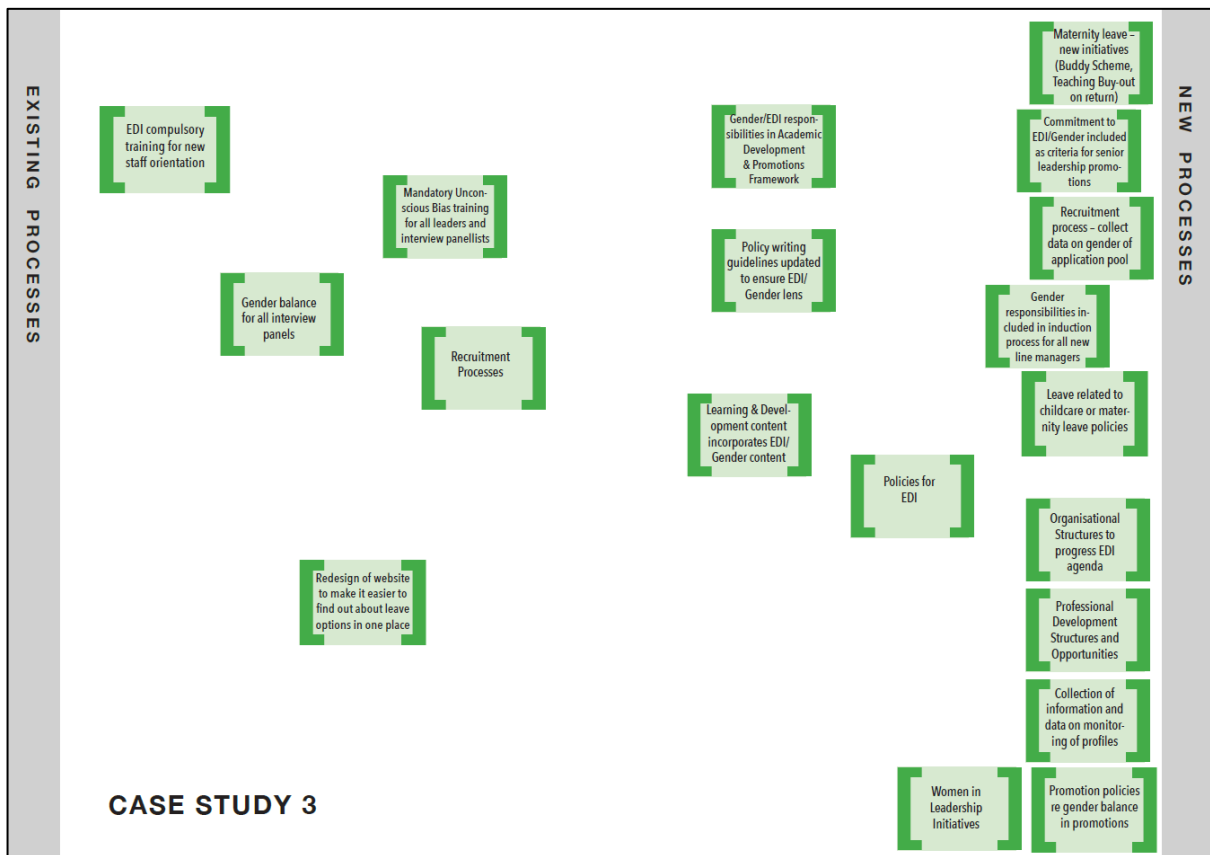 EXISTING PROCESSES
EDI compulsory
training for new
staff orientation
Mandatory Uncon-
scious Bias training
for all leaders and
interview panellists
Gender balance
for all interview
panels
Recruitment
Processes
Redesign of website
to make it easier to
find out about leave
options in one place
Gender/EDI respon-
sibilities in Academic
Development
& Promotions
Framework
Policy writing
guidelines updated
to ensure EDI/
Gender lens
Learning & Devel-
opment content
incorporates EDI/
Gender content
Policies for
EDI
Women in
Leadership
Initiatives
Maternity leave –
new initiatives
(Buddy Scheme,
Teaching Buy-out
on return)
Commitment to
EDI/Gender included
as criteria for senior
leadership promo-
tions
Recruitment
process – collect
data on gender of
application pool
Gender
responsibilities in-
cluded in induction
process for all new
line managers
Leave related to
childcare or mater-
nity leave policies
Organisational
Structures to
progress EDI
agenda
Professional
Development
Structures and
Opportunities
Collection of
information and
data on monitor-
ing of profiles
Promotion policies
re gender balance
in promotions
NEW PROCESSES
CASE STUDY 3